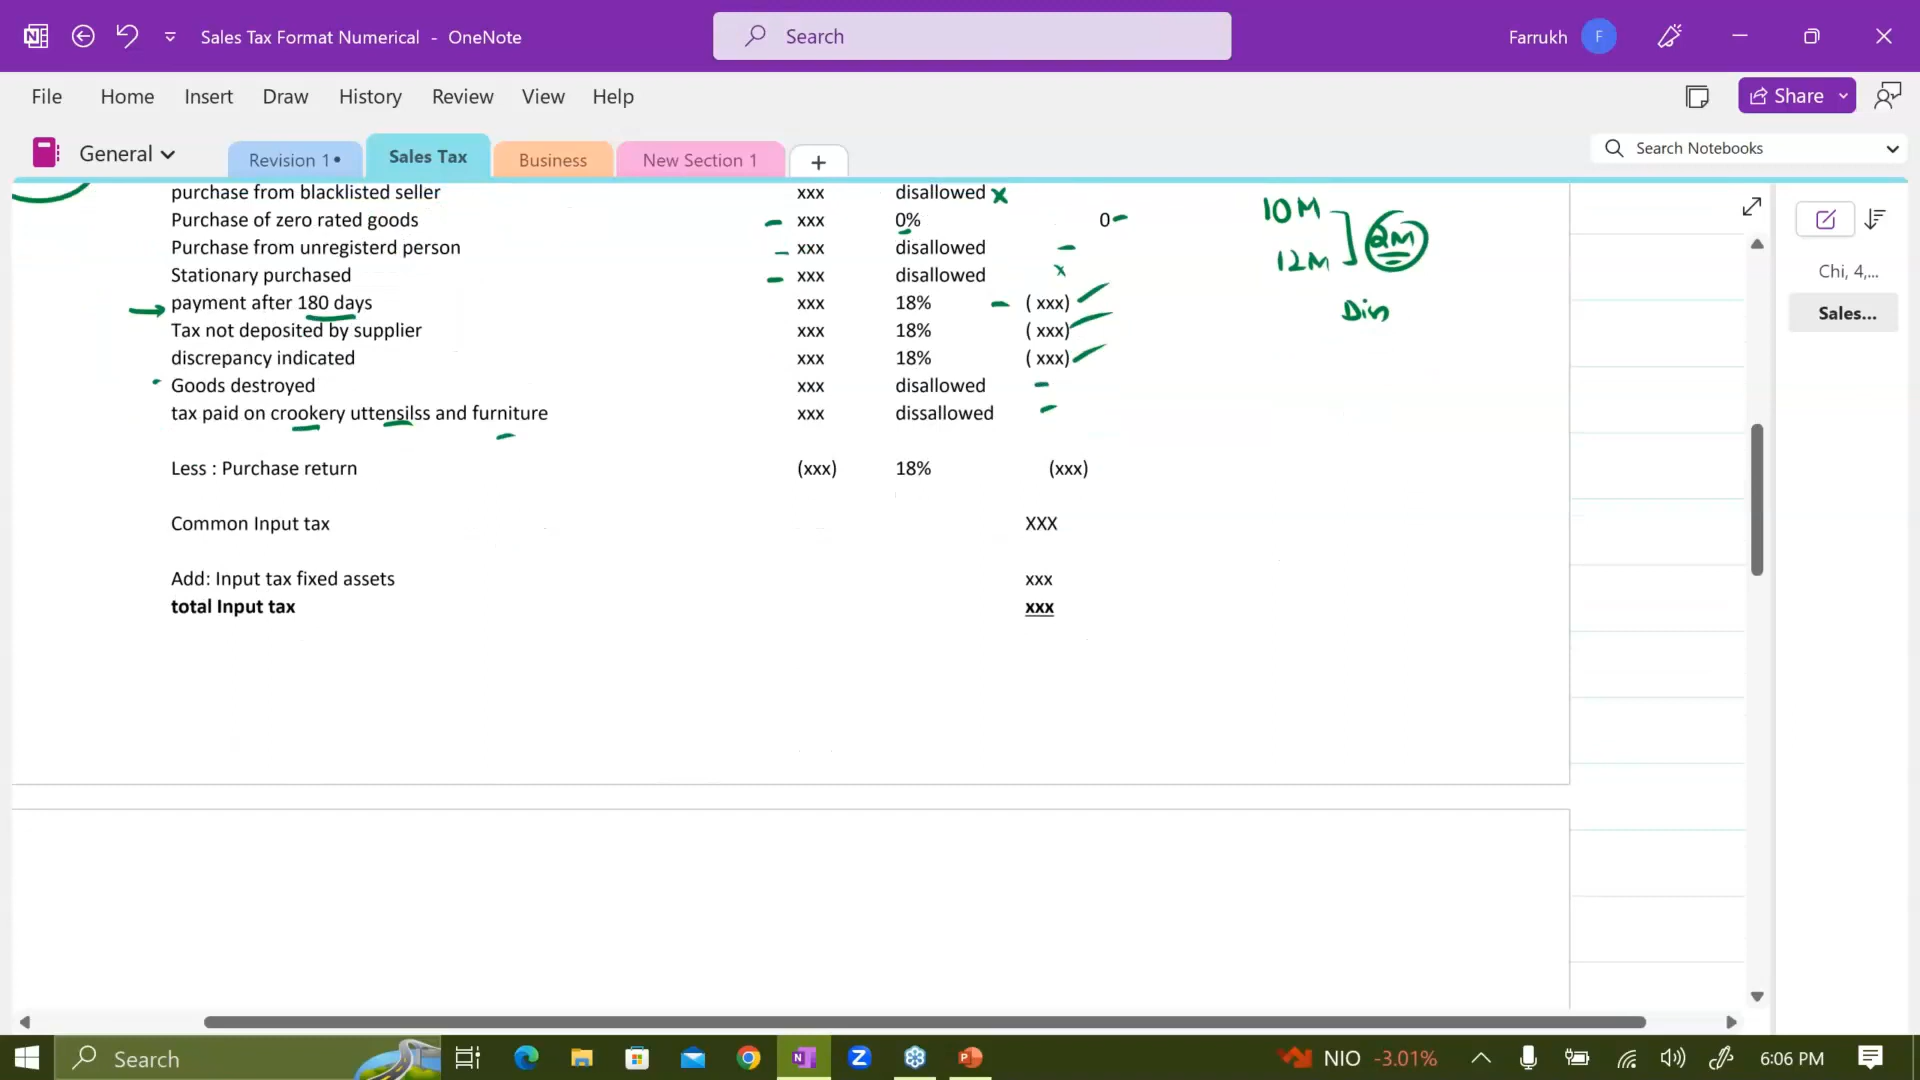 Sales Tax Format Numerical - OneNote
Search
Farrukh
F
File Home Insert Draw History Review View Help
Share
General
Revision 1
Sales Tax
Business
New Section 1
+
Search Notebooks
purchase from blacklisted seller xxx disallowed x
Purchase of zero rated goods xxx 0% 0
Purchase from unregisterd person xxx disallowed
Stationary purchased xxx disallowed x
payment after 180 days xxx 18% ( xxx)
Tax not deposited by supplier xxx 18% ( xxx)
discrepancy indicated xxx 18% ( xxx)
Goods destroyed xxx disallowed
tax paid on crookery uttensilss and furniture xxx dissallowed
Less : Purchase return (xxx) 18% (xxx)
Common Input tax XXX
Add: Input tax fixed assets xxx
total Input tax xxx
10M
12M
2M
Dis
Chi, 4,...
Sales...
Search
NIO -3.01%
6:06 PM